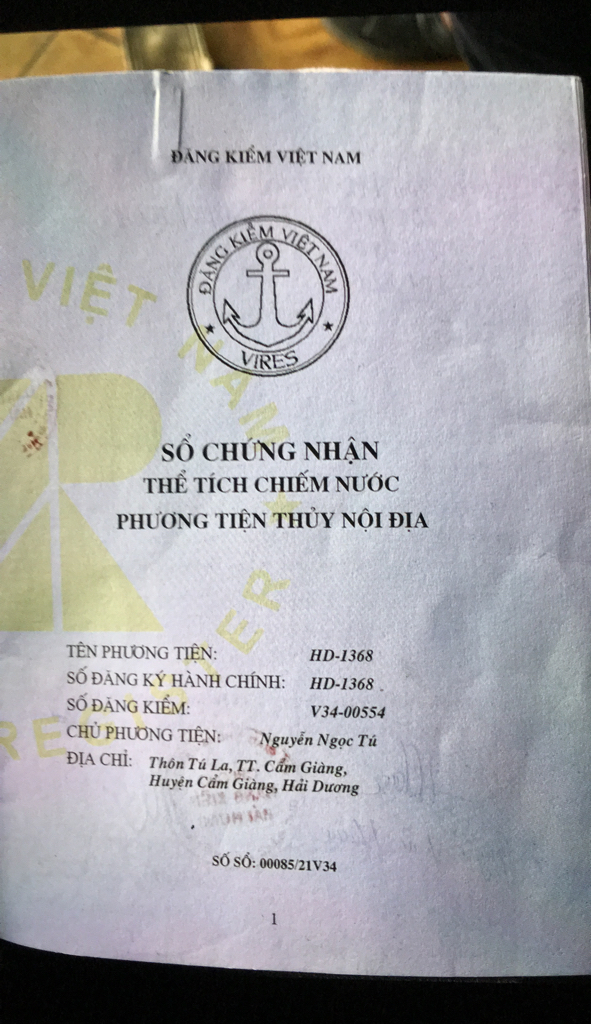 ĐĂNG KIỂM VIỆT NAM
ĐĂNG KIỂM VIỆT NAM
VIRES
VIỆT NAM
REGISTER
SỔ CHỨNG NHẬN
THỂ TÍCH CHIẾM NƯỚC
PHƯƠNG TIỆN THỦY NỘI ĐỊA
TÊN PHƯƠNG TIỆN: HD-1368
SỐ ĐĂNG KÝ HÀNH CHÍNH: HD-1368
SỐ ĐĂNG KIỂM: V34-00554
CHỦ PHƯƠNG TIỆN: Nguyễn Ngọc Tú
ĐỊA CHỈ: Thôn Tú La, TT. Cẩm Giàng,
Huyện Cẩm Giàng, Hải Dương
SỐ SỔ: 00085/21V34
1